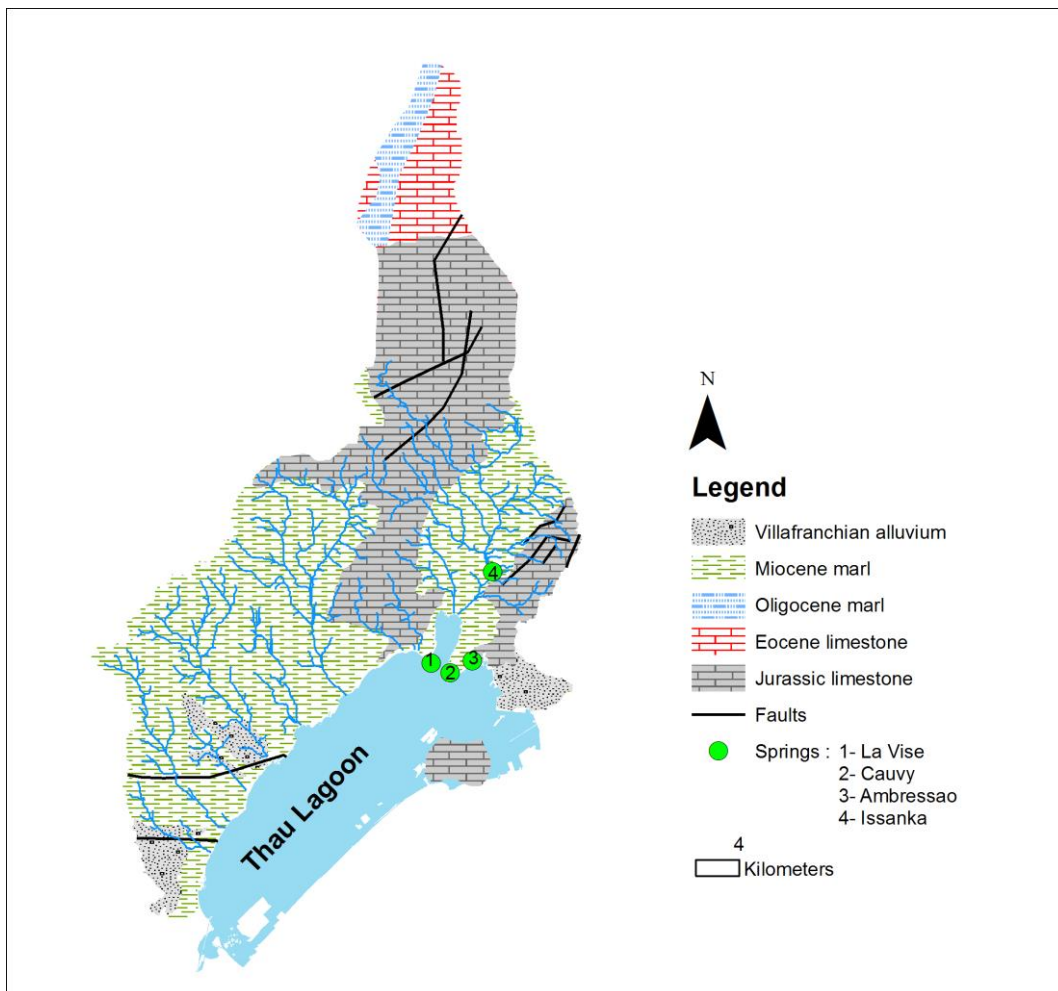 N
Legend
Villafranchian alluvium
Miocene marl
Oligocene marl
Eocene limestone
Jurassic limestone
Faults
Springs : 1- La Vise
2- Cauvy
3- Ambressao
4- Issanka
4
Kilometers
4
1
2
3
Thau Lagoon